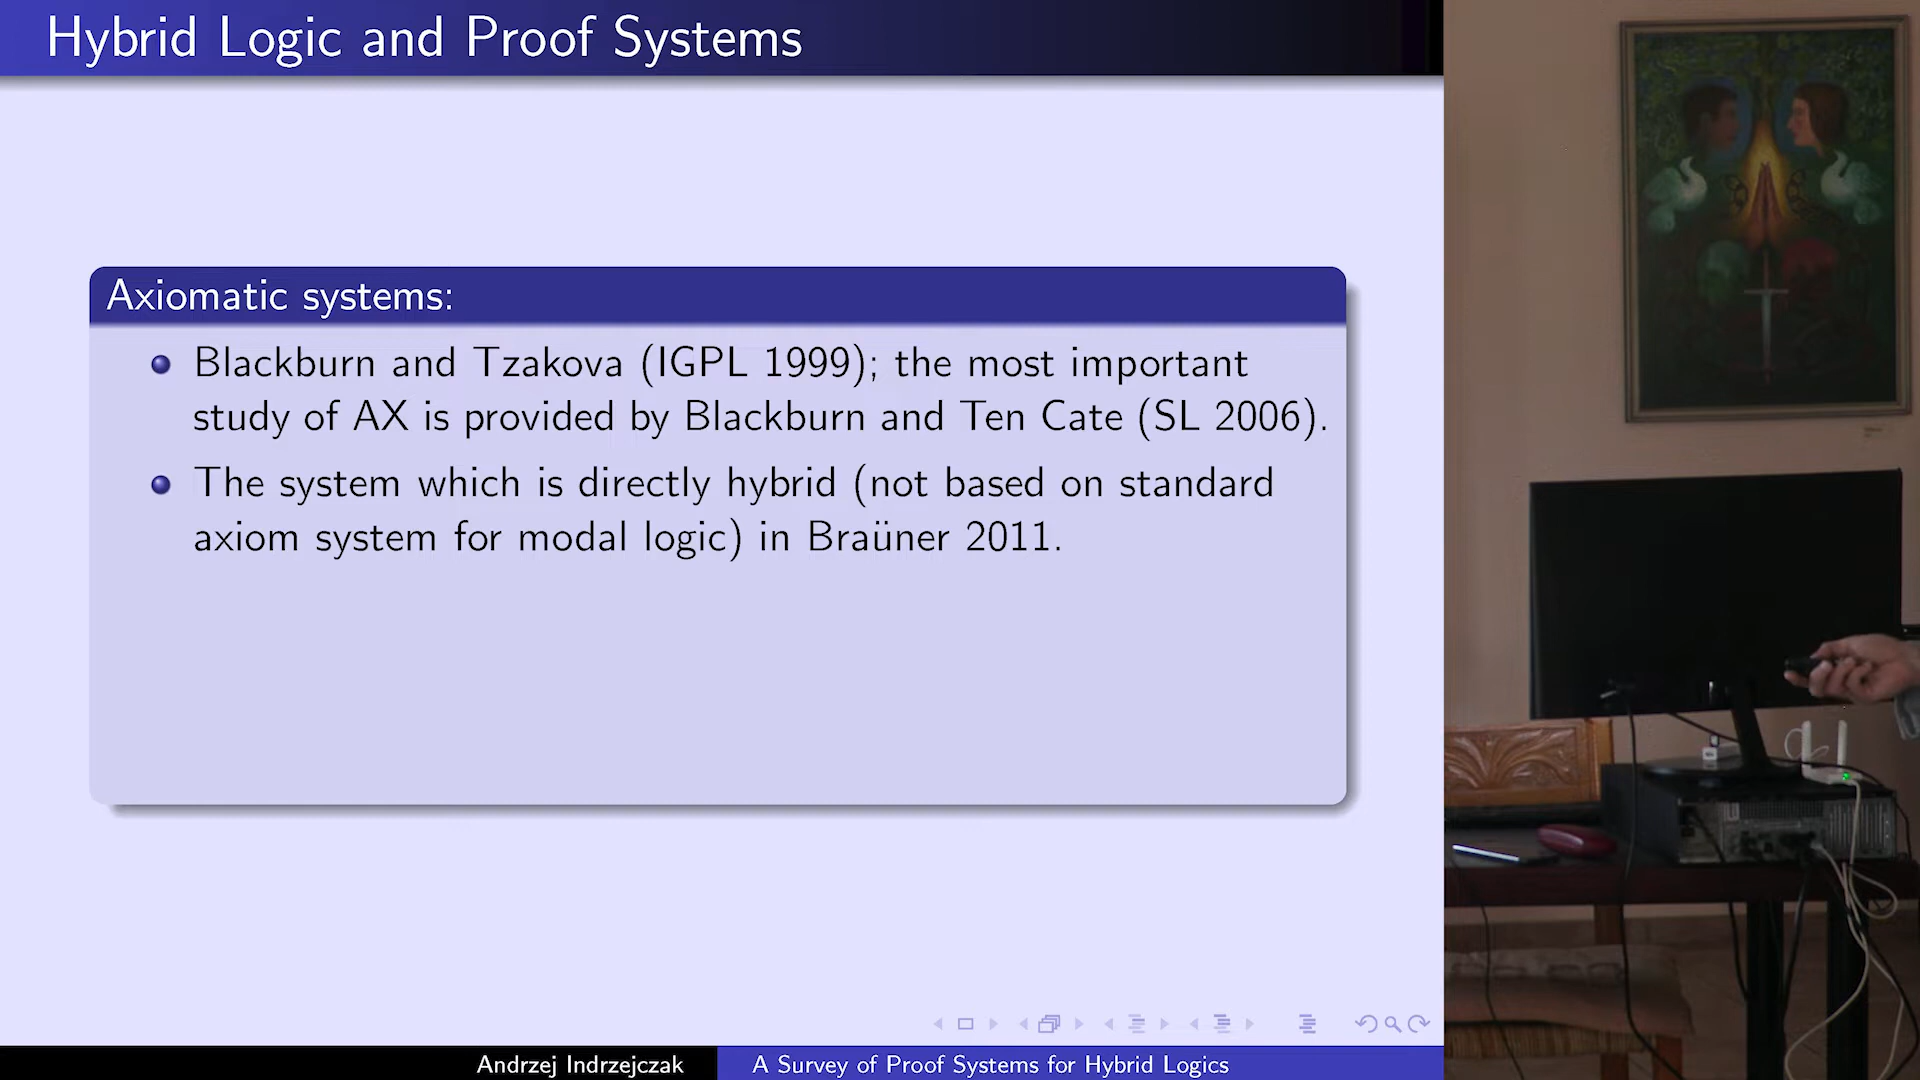 Hybrid Logic and Proof Systems
Axiomatic systems:
Blackburn and Tzakova (IGPL 1999); the most important
study of AX is provided by Blackburn and Ten Cate (SL 2006).
The system which is directly hybrid (not based on standard
axiom system for modal logic) in Braüner 2011.
Andrzej Indrzejczak
A Survey of Proof Systems for Hybrid Logics